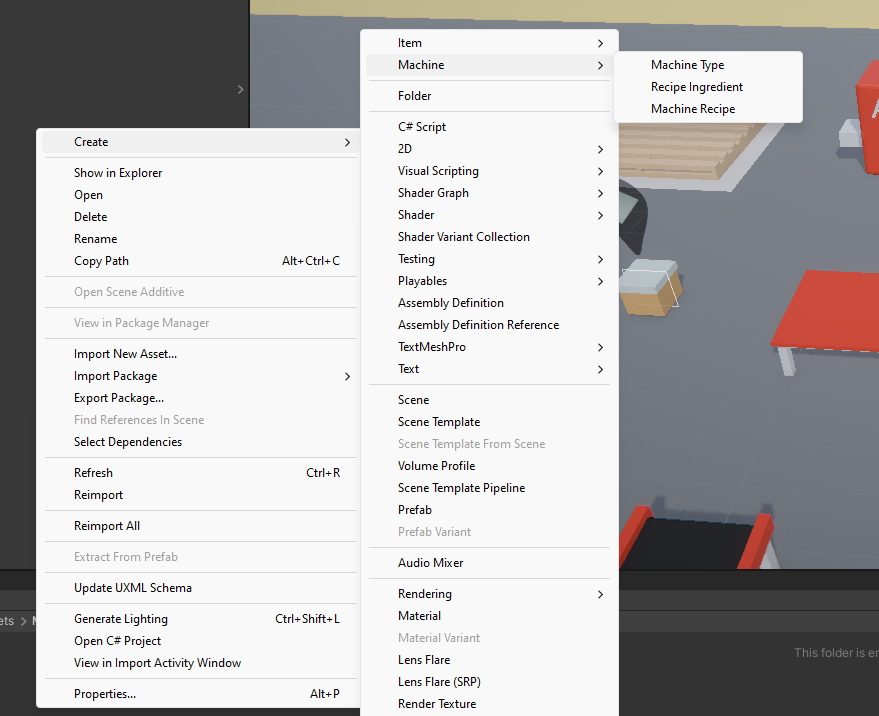 Create
Show in Explorer
Open
Delete
Rename
Copy Path Alt+Ctrl+C
Open Scene Additive
View in Package Manager
Import New Asset...
Import Package
Export Package...
Find References In Scene
Select Dependencies
Refresh Ctrl+R
Reimport
Reimport All
Extract From Prefab
Update UXML Schema
Generate Lighting Ctrl+Shift+L
Open C# Project
View in Import Activity Window
Properties... Alt+P
Item
Machine
Folder
C# Script
2D
Visual Scripting
Shader Graph
Shader
Shader Variant Collection
Testing
Playables
Assembly Definition
Assembly Definition Reference
TextMeshPro
Text
Scene
Scene Template
Scene Template From Scene
Volume Profile
Scene Template Pipeline
Prefab
Prefab Variant
Audio Mixer
Rendering
Material
Material Variant
Lens Flare
Lens Flare (SRP)
Render Texture
Machine Type
Recipe Ingredient
Machine Recipe
This folder is